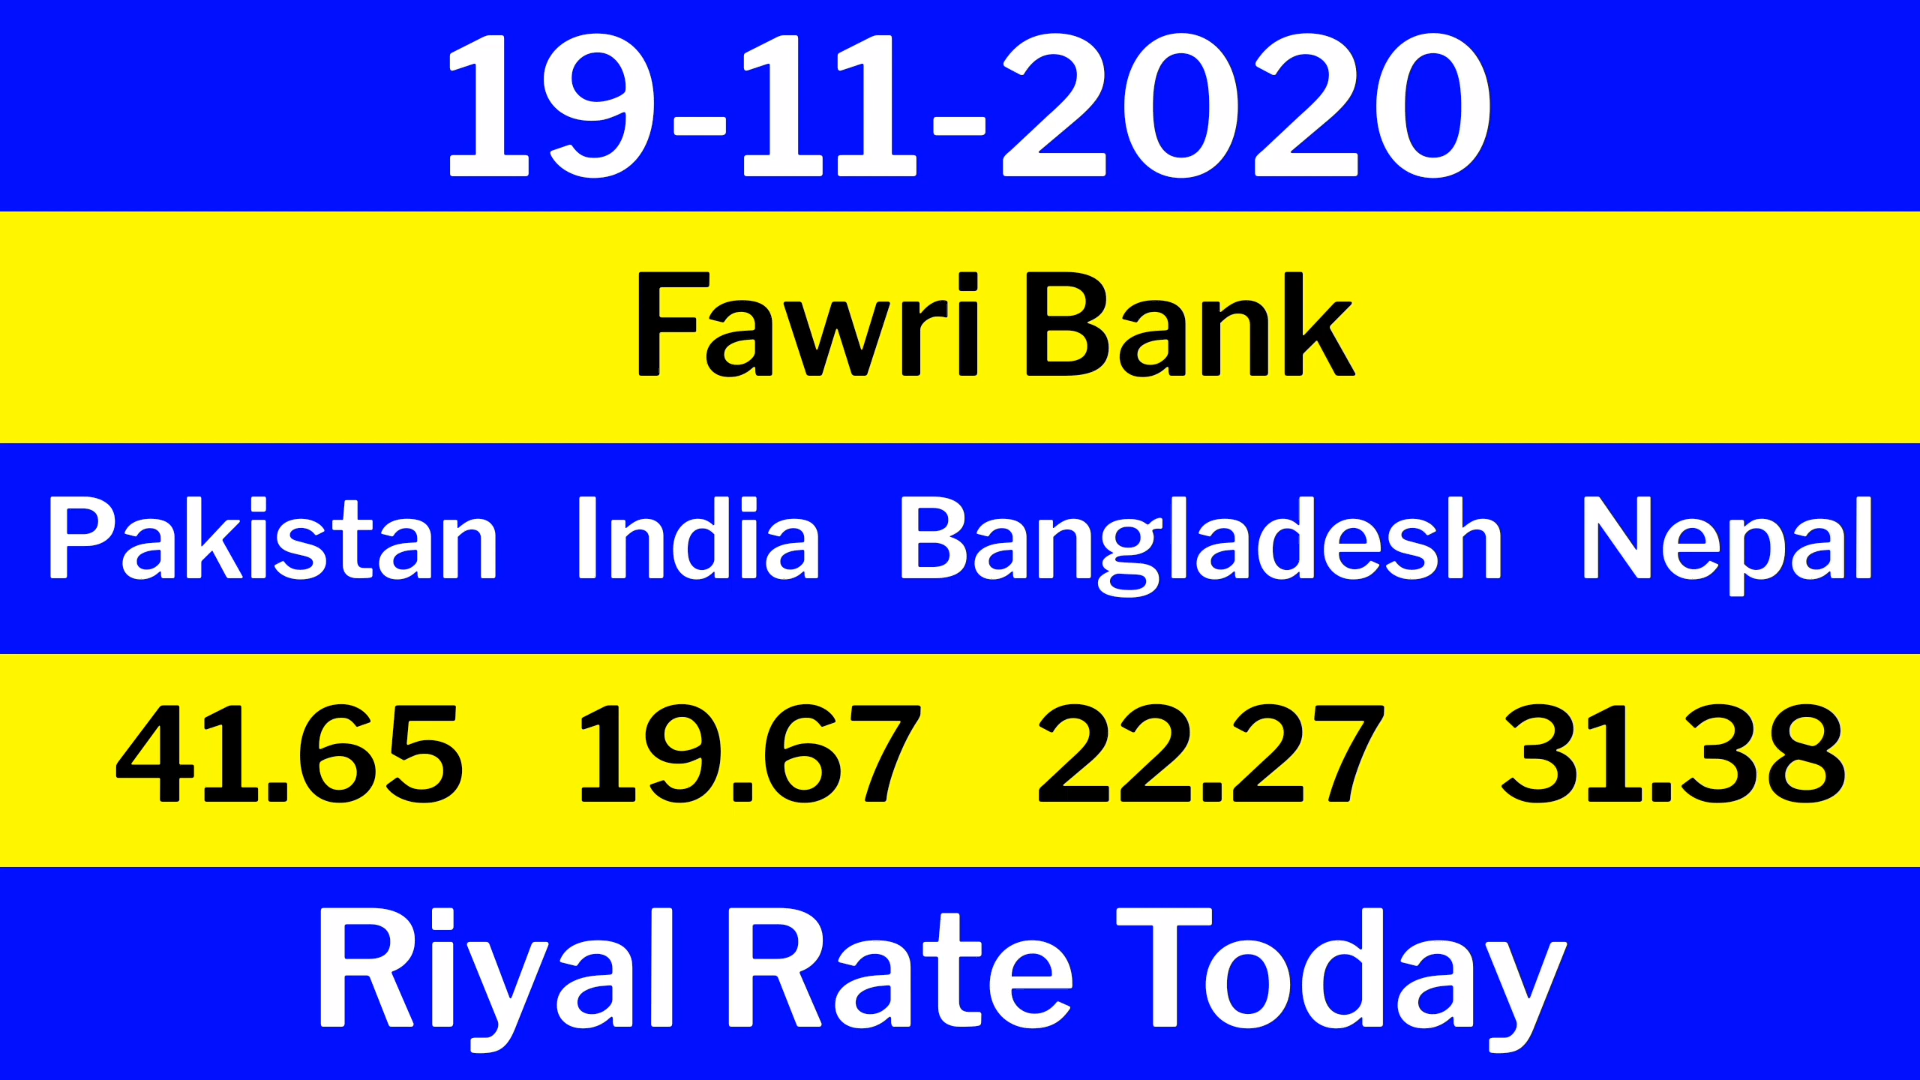 19-11-2020
Fawri Bank
Pakistan India Bangladesh Nepal
41.65 19.67 22.27 31.38
Riyal Rate Today